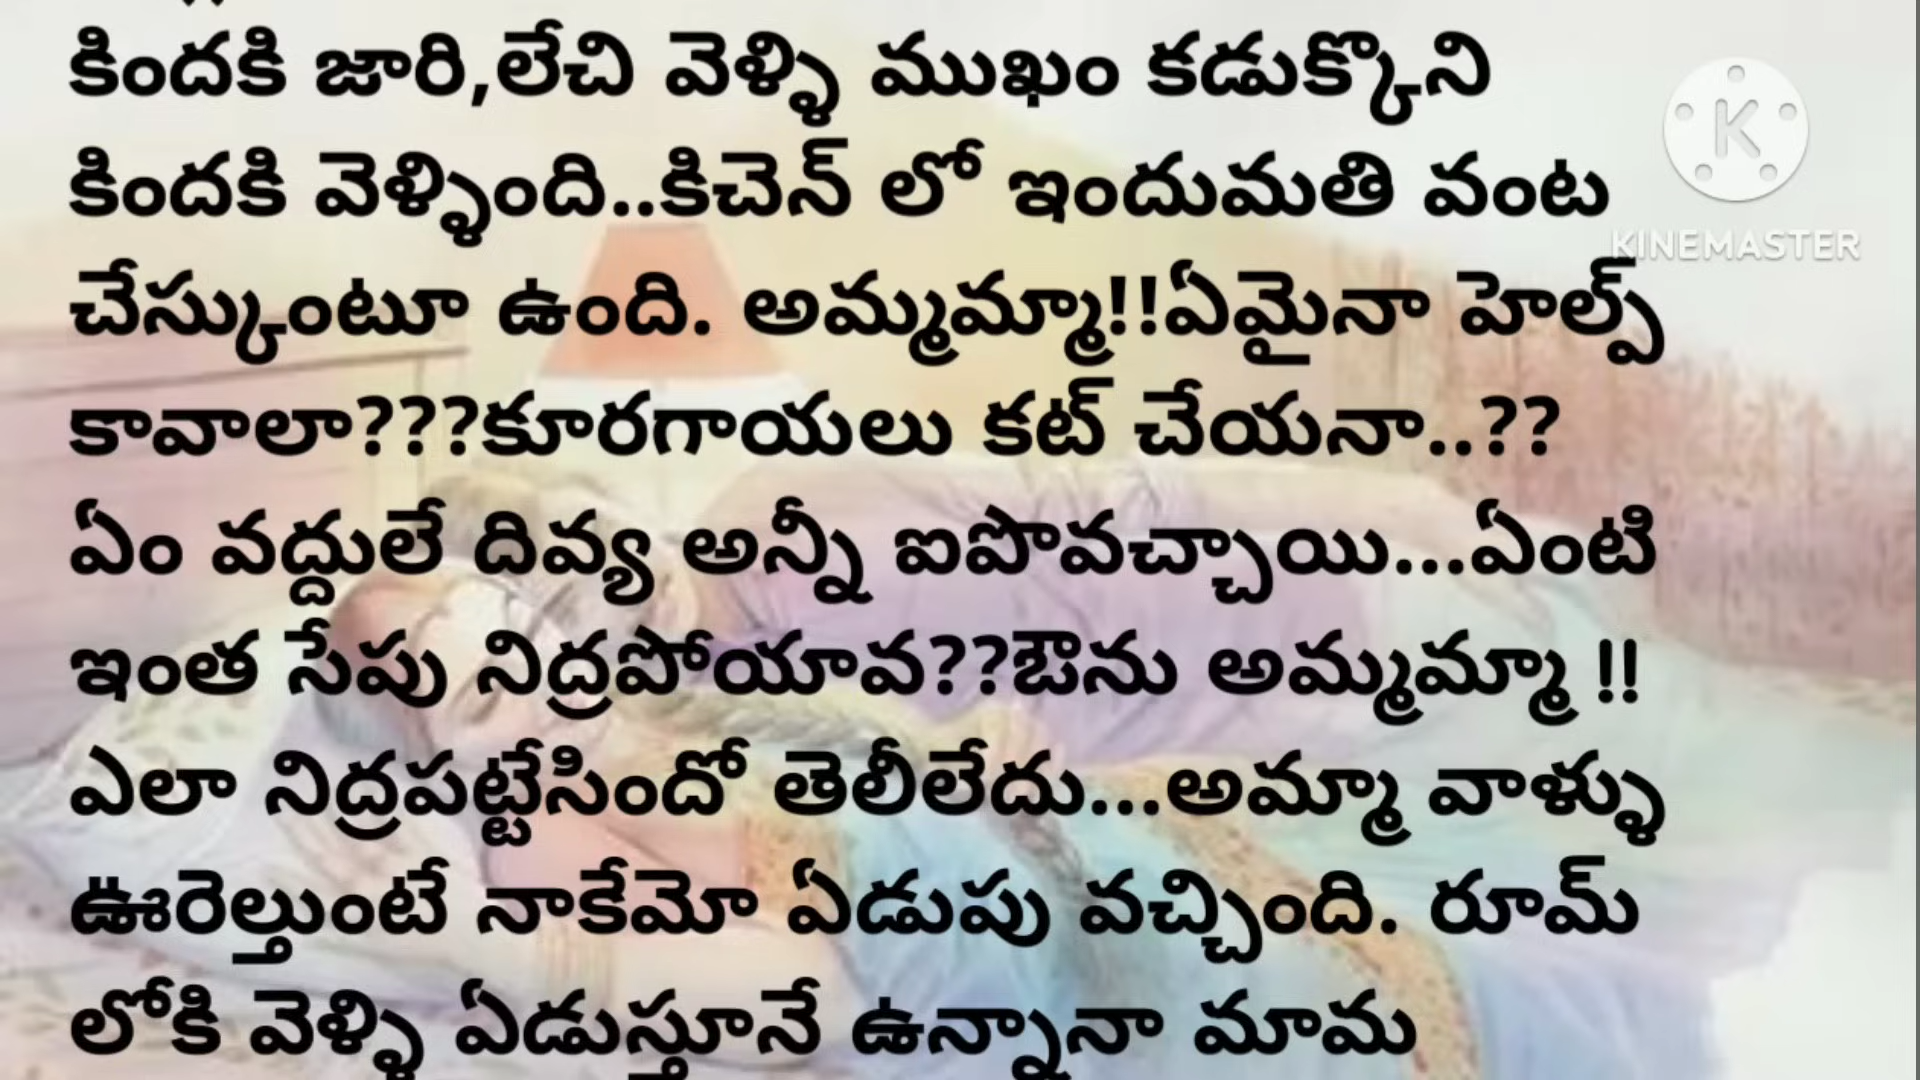 కిందకి జారి,లేచి వెళ్ళి ముఖం కడుక్కొని
కిందకి వెళ్ళింది..కిచెన్ లో ఇందుమతి వంట
చేస్కుంటూ ఉంది. అమ్మమ్మా!!ఏమైనా హెల్ప్
కావాలా???కూరగాయలు కట్ చేయనా..??
ఏం వద్దులే దివ్య అన్నీ ఐపొవచ్చాయి...ఏంటి
ఇంత సేపు నిద్రపోయావ??ఔను అమ్మమ్మా !!
ఎలా నిద్రపట్టేసిందో తెలీలేదు...అమ్మా వాళ్ళు
ఊరెల్తుంటే నాకేమో ఏడుపు వచ్చింది. రూమ్
లోకి వెళ్ళి ఏడుస్తూనే ఉన్నానా మామ
K
KINEMASTER